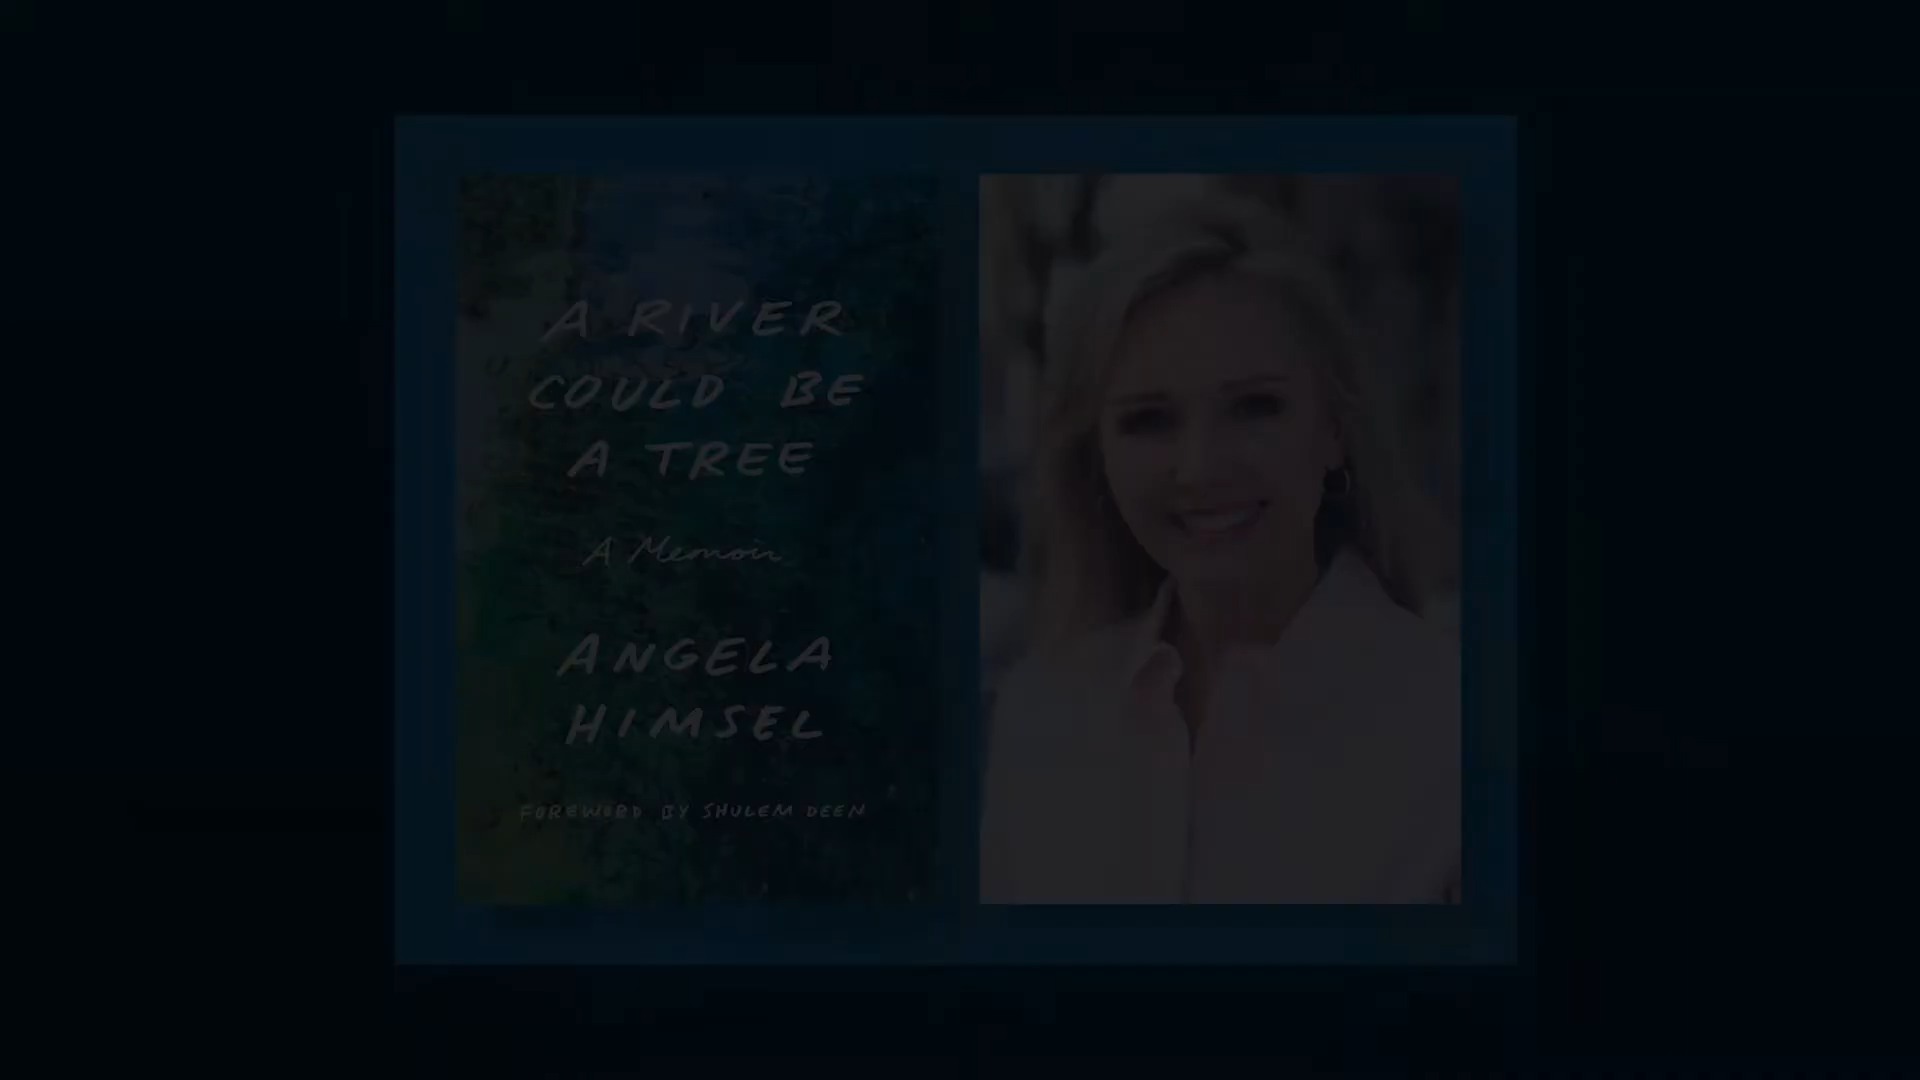 A RIVER
COULD BE
A TREE
A Memoir
ANGELA
HIMSEL
FOREWORD BY SHULEM DEEN